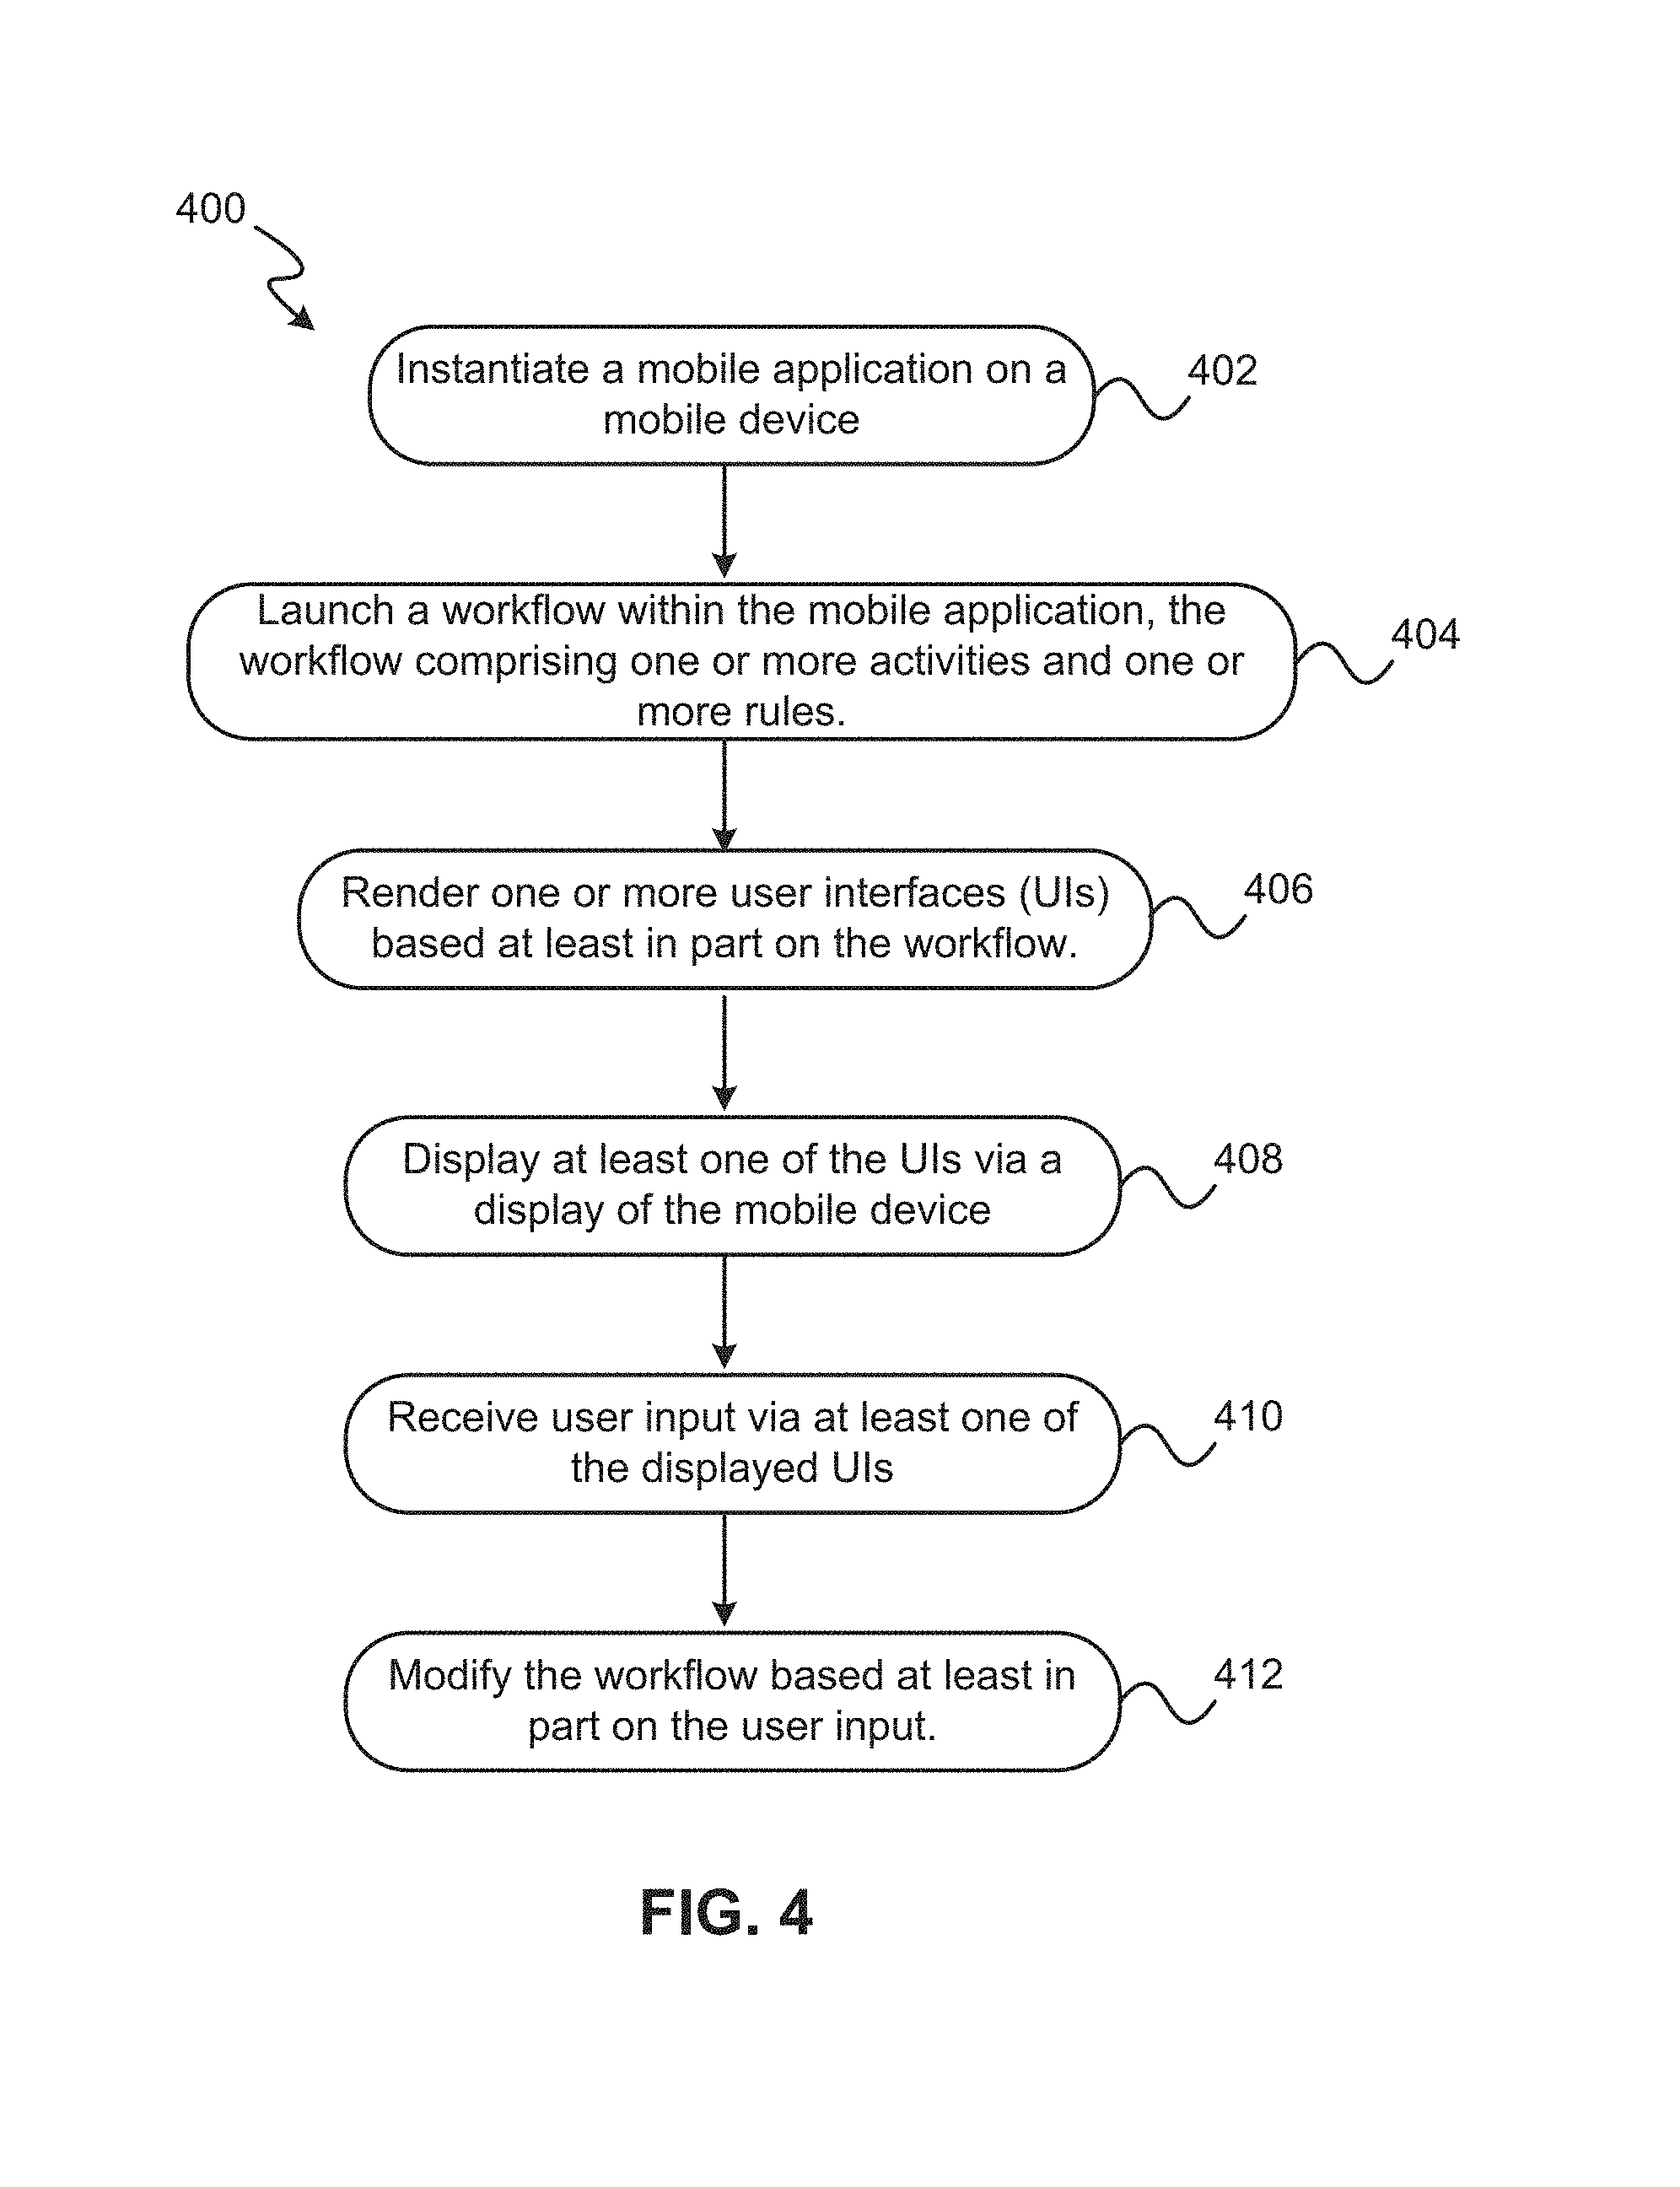 400
Instantiate a mobile application on a
mobile device
402
Launch a workflow within the mobile application, the
workflow comprising one or more activities and one or
more rules.
404
Render one or more user interfaces (UIs)
based at least in part on the workflow.
406
Display at least one of the UIs via a
display of the mobile device
408
Receive user input via at least one of
the displayed UIs
410
Modify the workflow based at least in
part on the user input.
412
FIG. 4